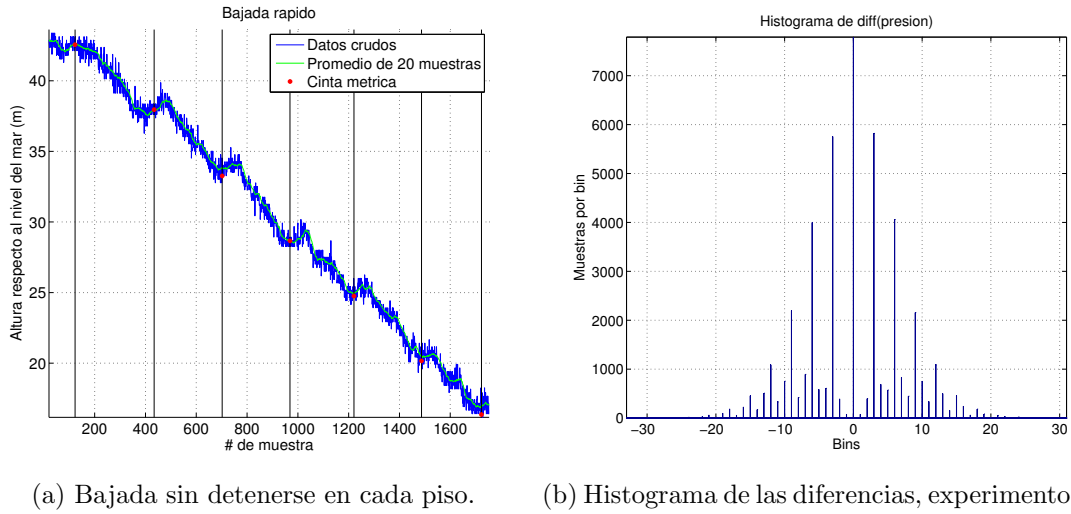 Bajada rapido
Datos crudos
Promedio de 20 muestras
Cinta metrica
Altura respecto al nivel del mar (m)
40
35
30
25
20
200 400 600 800 1000 1200 1400 1600
# de muestra
(a) Bajada sin detenerse en cada piso.
Histograma de diff(presion)
Muestras por bin
7000
6000
5000
4000
3000
2000
1000
0
−30 −20 −10 0 10 20 30
Bins
(b) Histograma de las diferencias, experimento